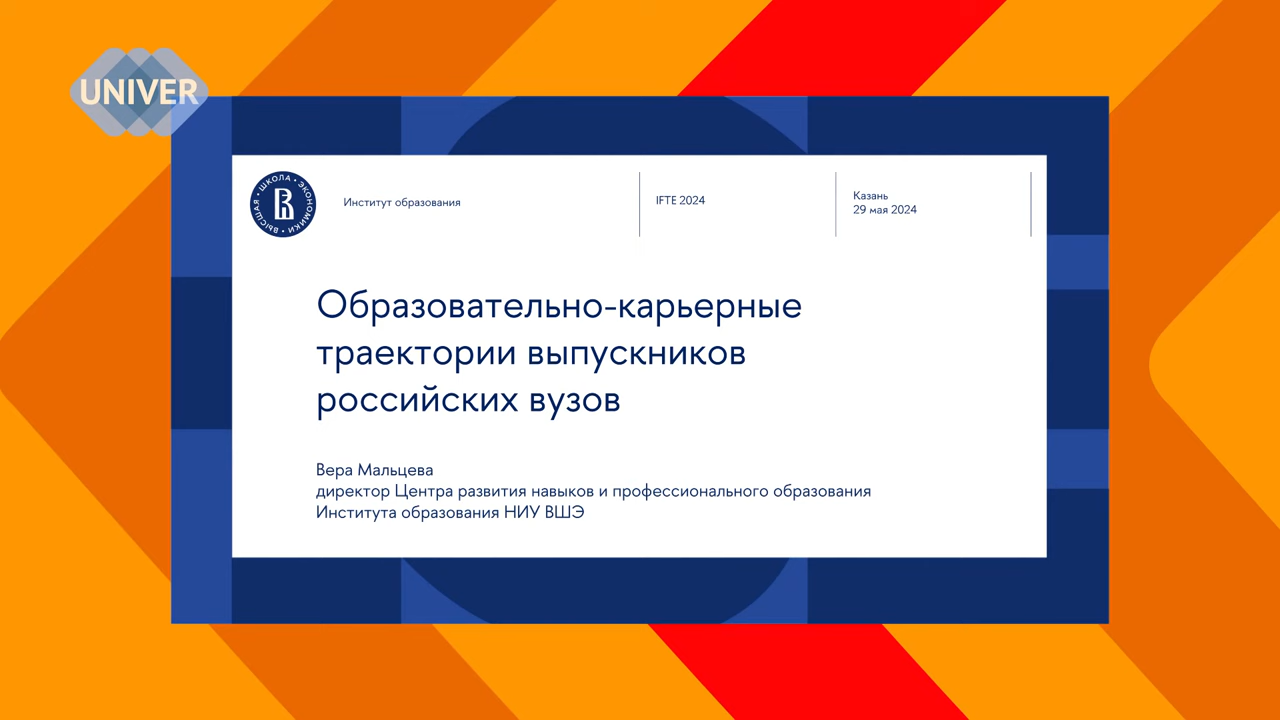 UNIVER
ВЫСШАЯ • ШКОЛА • ЭКОНОМИКИ •
Институт образования
IFTE 2024
Казань
29 мая 2024
Образовательно-карьерные
траектории выпускников
российских вузов
Вера Мальцева
директор Центра развития навыков и профессионального образования
Института образования НИУ ВШЭ